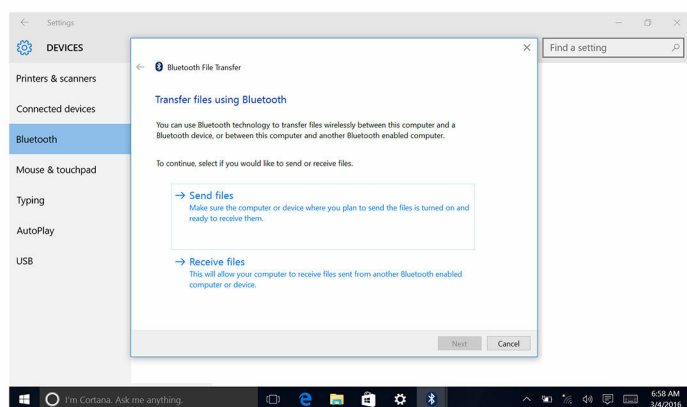 Settings
DEVICES
Find a setting
Printers & scanners
Connected devices
Bluetooth
Mouse & touchpad
Typing
AutoPlay
USB
Bluetooth File Transfer
Transfer files using Bluetooth
You can use Bluetooth technology to transfer files wirelessly between this computer and a
Bluetooth device, or between this computer and another Bluetooth enabled computer.
To continue, select if you would like to send or receive files.
Send files
Make sure the computer or device where you plan to send the files is turned on and
ready to receive them.
Receive files
This will allow your computer to receive files sent from another Bluetooth enabled
computer or device.
Next
Cancel
I'm Cortana. Ask me anything.
6:58 AM
3/4/2016